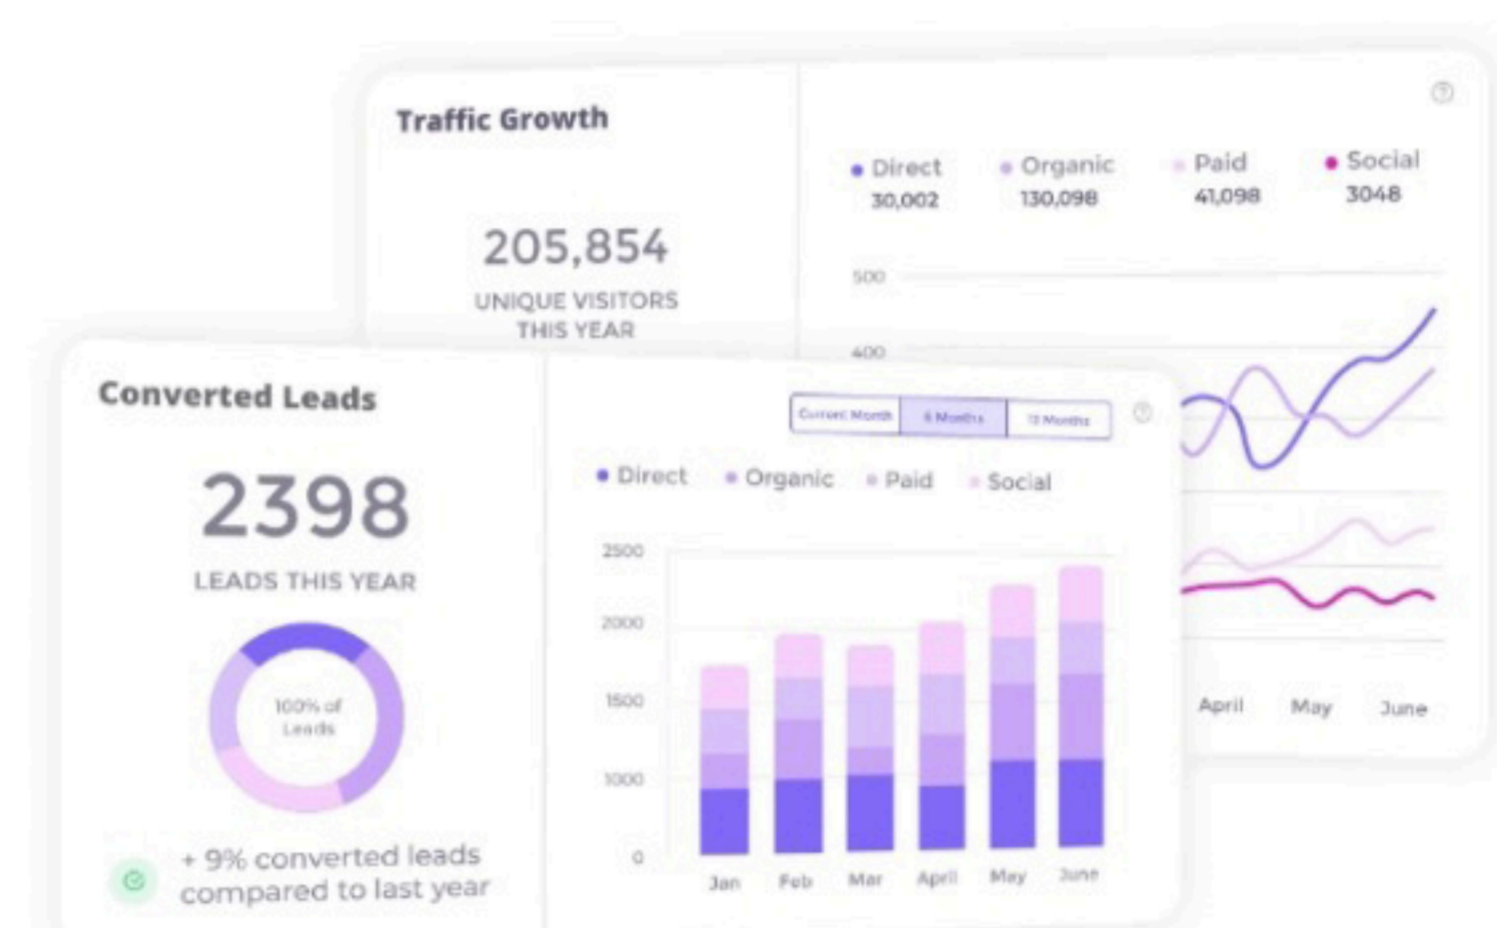 Traffic Growth
205,854
UNIQUE VISITORS
THIS YEAR
Direct Organic Paid Social
30,002 130,098 41,098 3048
500
400
April May June
Converted Leads
2398
LEADS THIS YEAR
100% of
Leads
+ 9% converted leads
compared to last year
Current Month 6 Months 12 Months
Direct Organic Paid Social
2500
2000
1500
1000
0
Jan Feb Mar April May June